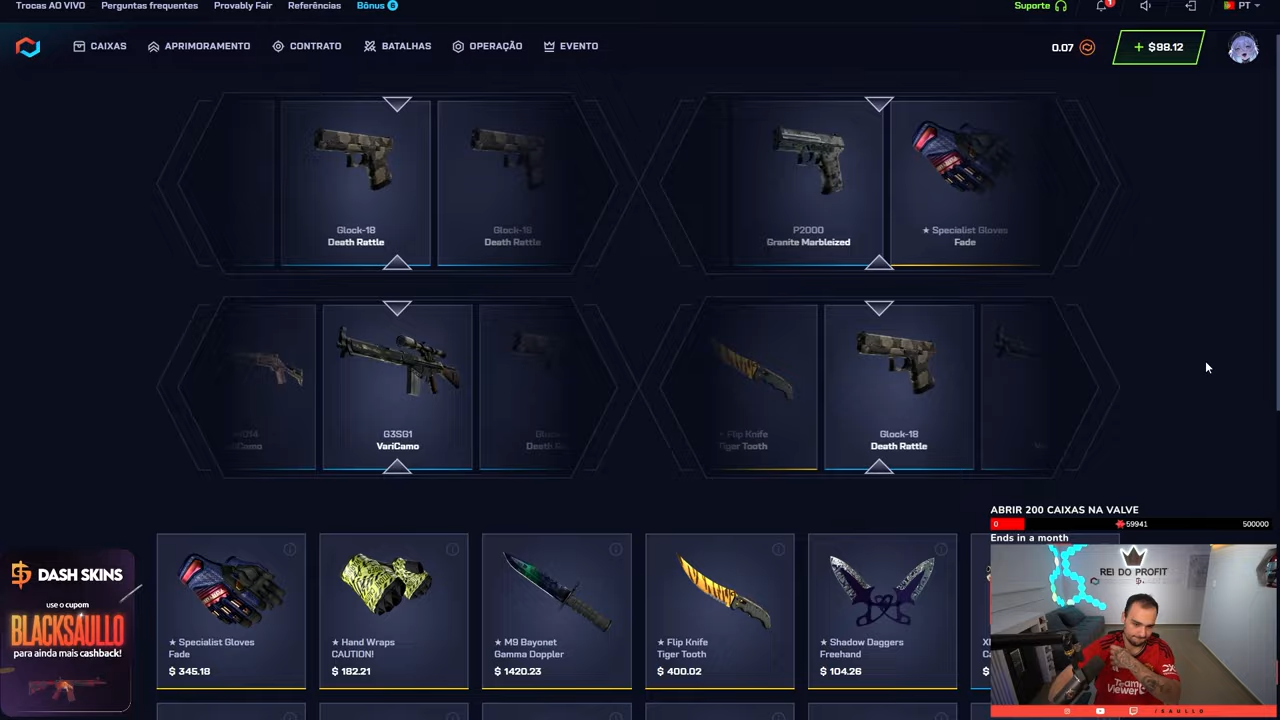 Trocas AO VIVO
Perguntas frequentes
Provably Fair
Referências
Bônus
Suporte
1
PT
CAIXAS
APRIMORAMENTO
CONTRATO
BATALHAS
OPERAÇÃO
EVENTO
0.07
+ $98.12
Glock-18
Death Rattle
Glock-18
Death Rattle
P2000
Granite Marbleized
★ Specialist Gloves
Fade
G3SG1
VariCamo
Flip Knife
Tiger Tooth
Glock-18
Death Rattle
ABRIR 200 CAIXAS NA VALVE
0
59941
500000
Ends in a month
REI DO PROFIT
DASH SKINS
use o cupom
BLACKSAULLO
para ainda mais cashback!
★ Specialist Gloves
Fade
$ 345.18
★ Hand Wraps
CAUTION!
$ 182.21
★ M9 Bayonet
Gamma Doppler
$ 1420.23
★ Flip Knife
Tiger Tooth
$ 400.02
★ Shadow Daggers
Freehand
$ 104.26
TeamViewer
/SAULLO